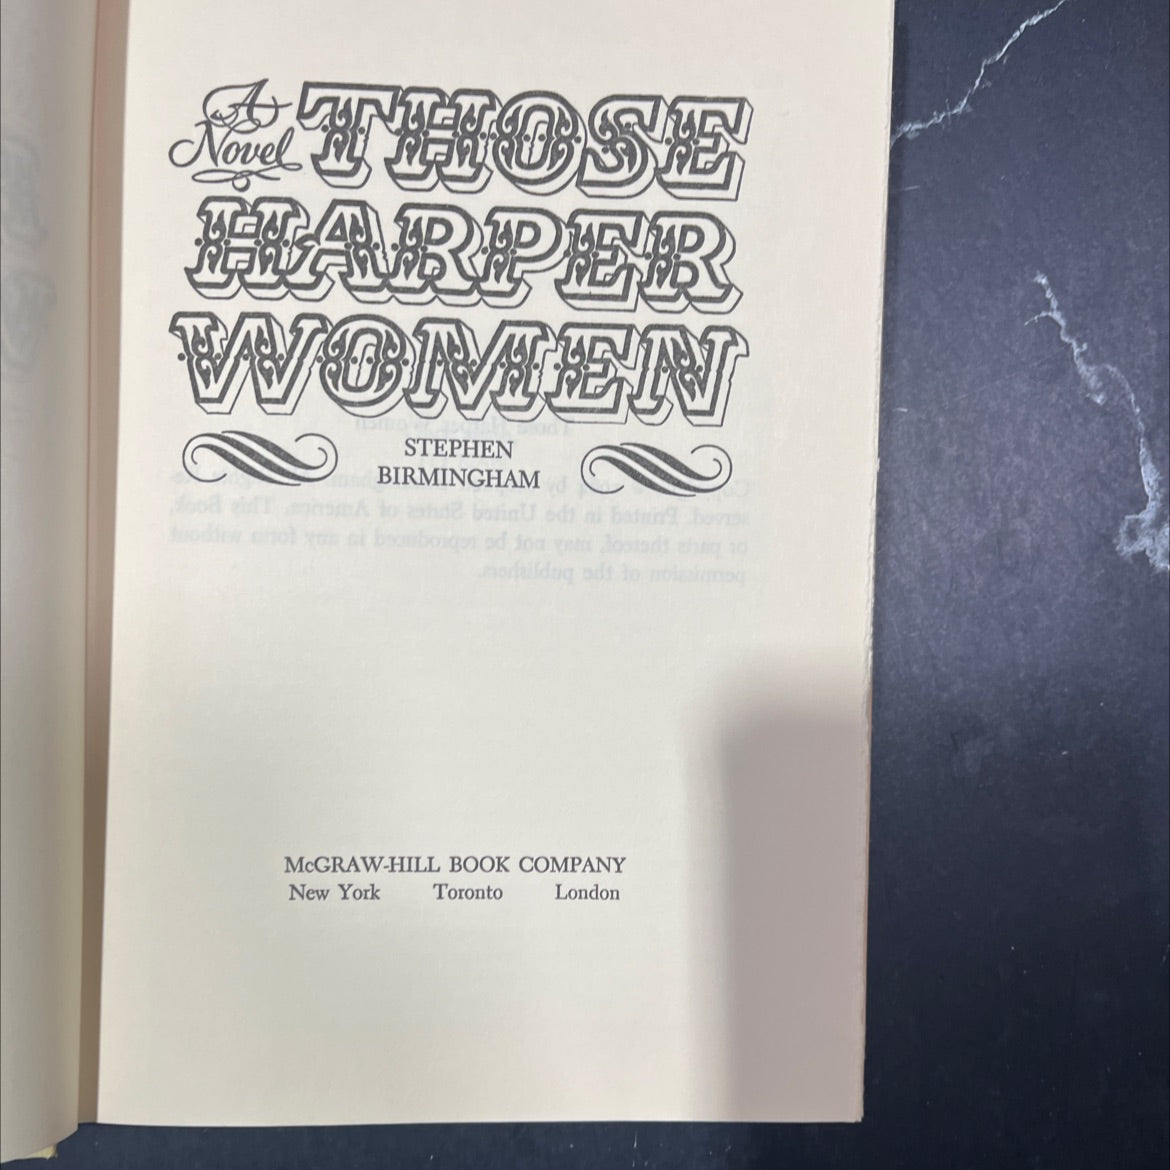 A
Novel
THOSE
HARPER
WOMEN
STEPHEN
BIRMINGHAM
McGRAW-HILL BOOK COMPANY
New York Toronto London